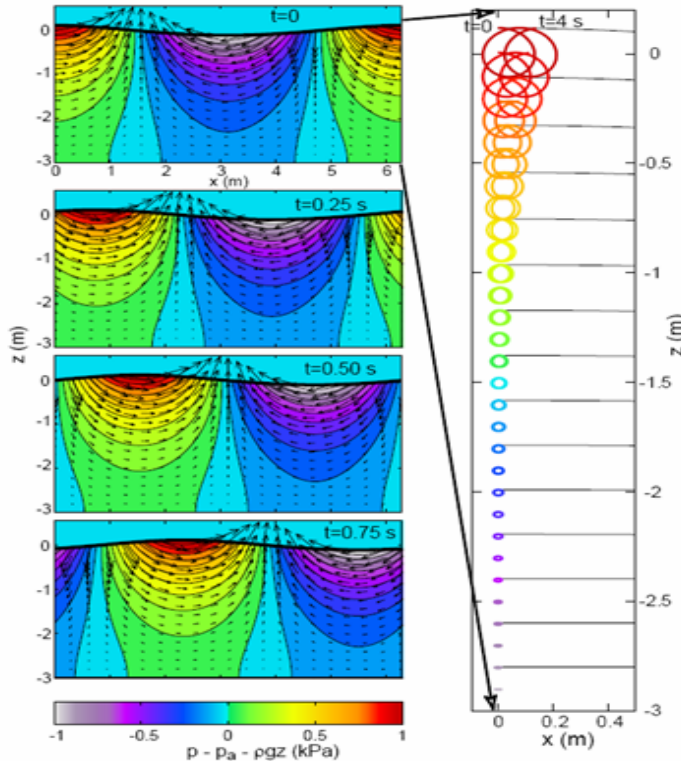 t=0
0
-1
-2
-3
0 1 2 3 4 5 6
x (m)
t=0.25 s
0
-1
-2
-3
t=0.50 s
0
-1
-2
-3
t=0.75 s
0
-1
-2
-3
z (m)
-1 -0.5 0 0.5 1
p - pₐ - ρgz (kPa)
t=0 t=4 s
0
-0.5
-1
-1.5
-2
-2.5
-3
z (m)
0 0.2 0.4
x (m)